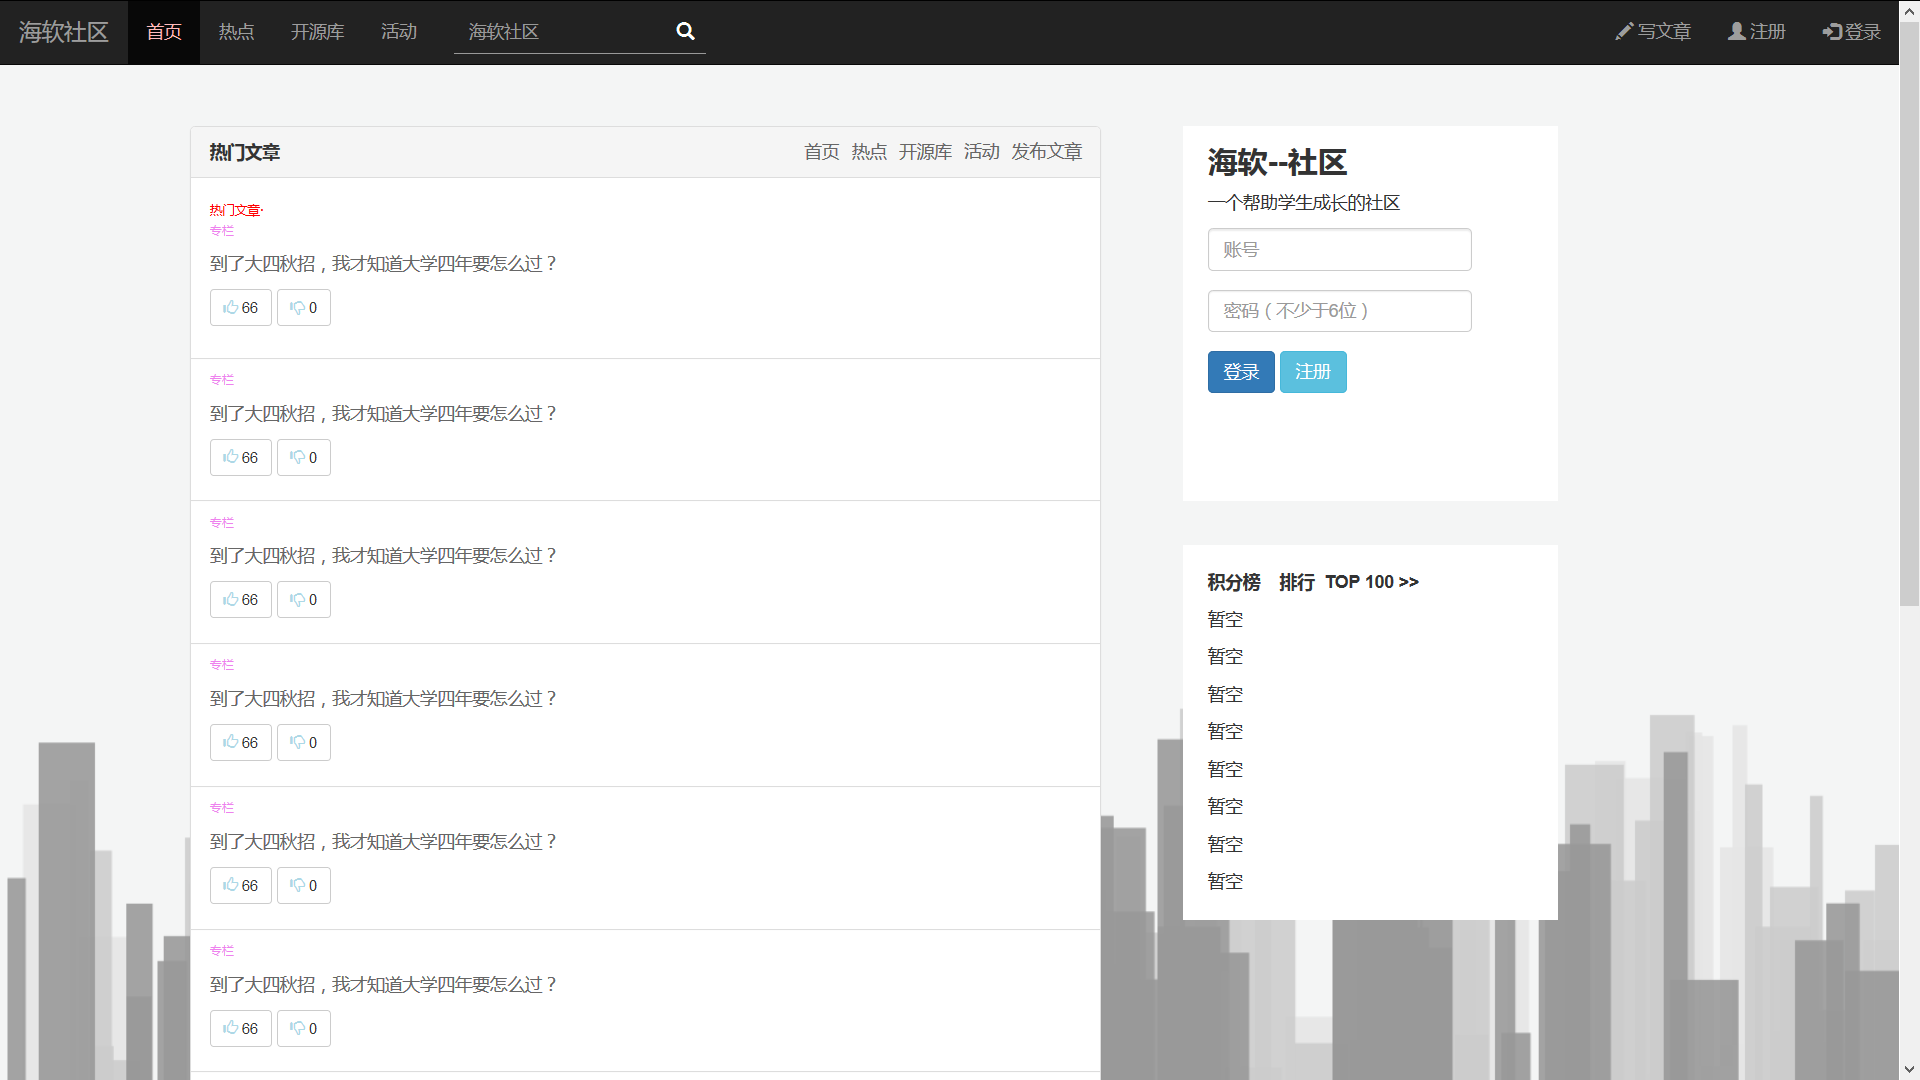 海软社区 首页 热点 开源库 活动 海软社区 写文章 注册 登录
热门文章 首页 热点 开源库 活动 发布文章
热门文章·
专栏
到了大四秋招，我才知道大学四年要怎么过？
66 0
专栏
到了大四秋招，我才知道大学四年要怎么过？
66 0
专栏
到了大四秋招，我才知道大学四年要怎么过？
66 0
专栏
到了大四秋招，我才知道大学四年要怎么过？
66 0
专栏
到了大四秋招，我才知道大学四年要怎么过？
66 0
专栏
到了大四秋招，我才知道大学四年要怎么过？
66 0
海软--社区
一个帮助学生成长的社区
账号
密码（不少于6位）
登录 注册
积分榜 排行 TOP 100 >>
暂空
暂空
暂空
暂空
暂空
暂空
暂空
暂空